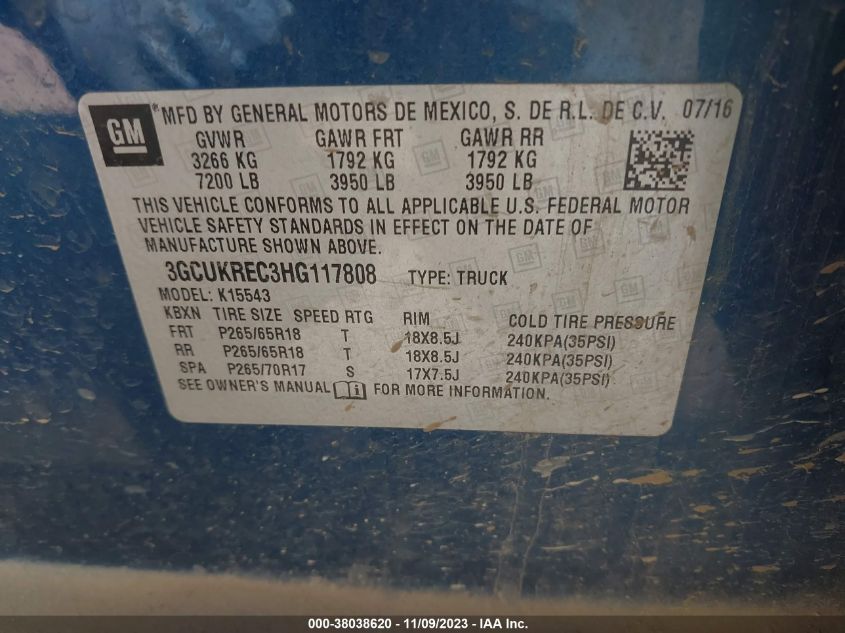 GM *MFD BY GENERAL MOTORS DE MEXICO, S. DE R.L. DE C.V. 07/16
GVWR GAWR FRT GAWR RR
3266 KG 1792 KG 1792 KG
7200 LB 3950 LB 3950 LB
THIS VEHICLE CONFORMS TO ALL APPLICABLE U.S. FEDERAL MOTOR
VEHICLE SAFETY STANDARDS IN EFFECT ON THE DATE OF
MANUFACTURE SHOWN ABOVE.
3GCUKREC3HG117808 TYPE: TRUCK
MODEL: K15543
KBXN TIRE SIZE SPEED RTG RIM COLD TIRE PRESSURE
FRT P265/65R18 T 18X8.5J 240KPA(35PSI)
RR P265/65R18 T 18X8.5J 240KPA(35PSI)
SPA P265/70R17 S 17X7.5J 240KPA(35PSI)
SEE OWNER'S MANUAL FOR MORE INFORMATION.
000-38038620 - 11/09/2023 - IAA Inc.